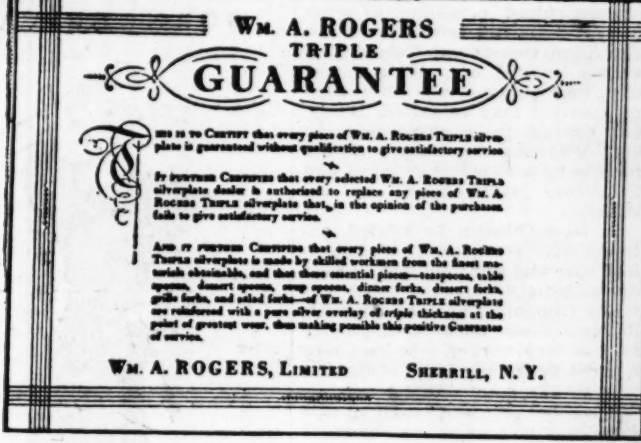 WM. A. ROGERS
TRIPLE
GUARANTEE
THIS IS TO CERTIFY that every piece of WM. A. ROGERS TRIPLE silver-
plate is guaranteed without qualification to give satisfactory service
IT FURTHER CERTIFIES that every selected WM. A. ROGERS TRIPLE
silverplate dealer is authorized to replace any piece of WM. A.
ROGERS TRIPLE silverplate that, in the opinion of the purchaser
fails to give satisfactory service.
AND IT FURTHER CERTIFIES that every piece of WM. A. ROGERS
TRIPLE silverplate is made by skilled workmen from the finest ma-
terials obtainable, and that these essential pieces—teaspoons, table
spoons, dessert spoons, soup spoons, dinner forks, dessert forks,
grille forks, and salad forks—of WM. A. ROGERS TRIPLE silverplate
are reinforced with a pure silver overlay of triple thickness at the
point of greatest wear, thus making possible this positive Guarantee
of service.
WM. A. ROGERS, LIMITED SHERRILL, N. Y.